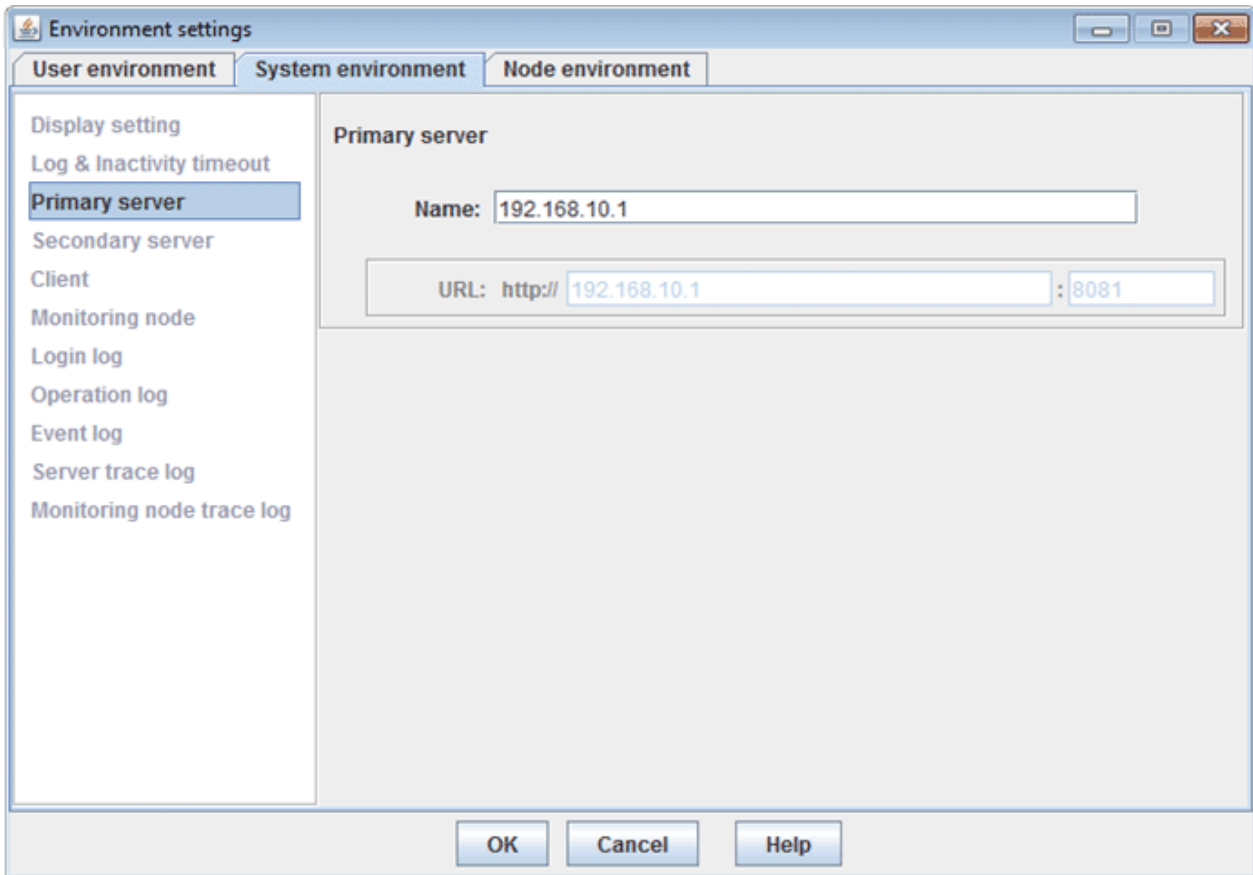 Environment settings
User environment System environment Node environment
Display setting
Log & Inactivity timeout
Primary server
Secondary server
Client
Monitoring node
Login log
Operation log
Event log
Server trace log
Monitoring node trace log
Primary server
Name: 192.168.10.1
URL: http:// 192.168.10.1 : 8081
OK Cancel Help